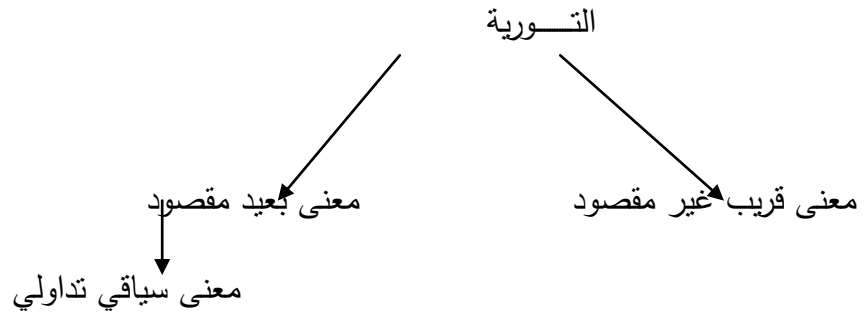 التـــورية
معنى قريب غير مقصود
معنى بعيد مقصود
معنى سياقي تداولي